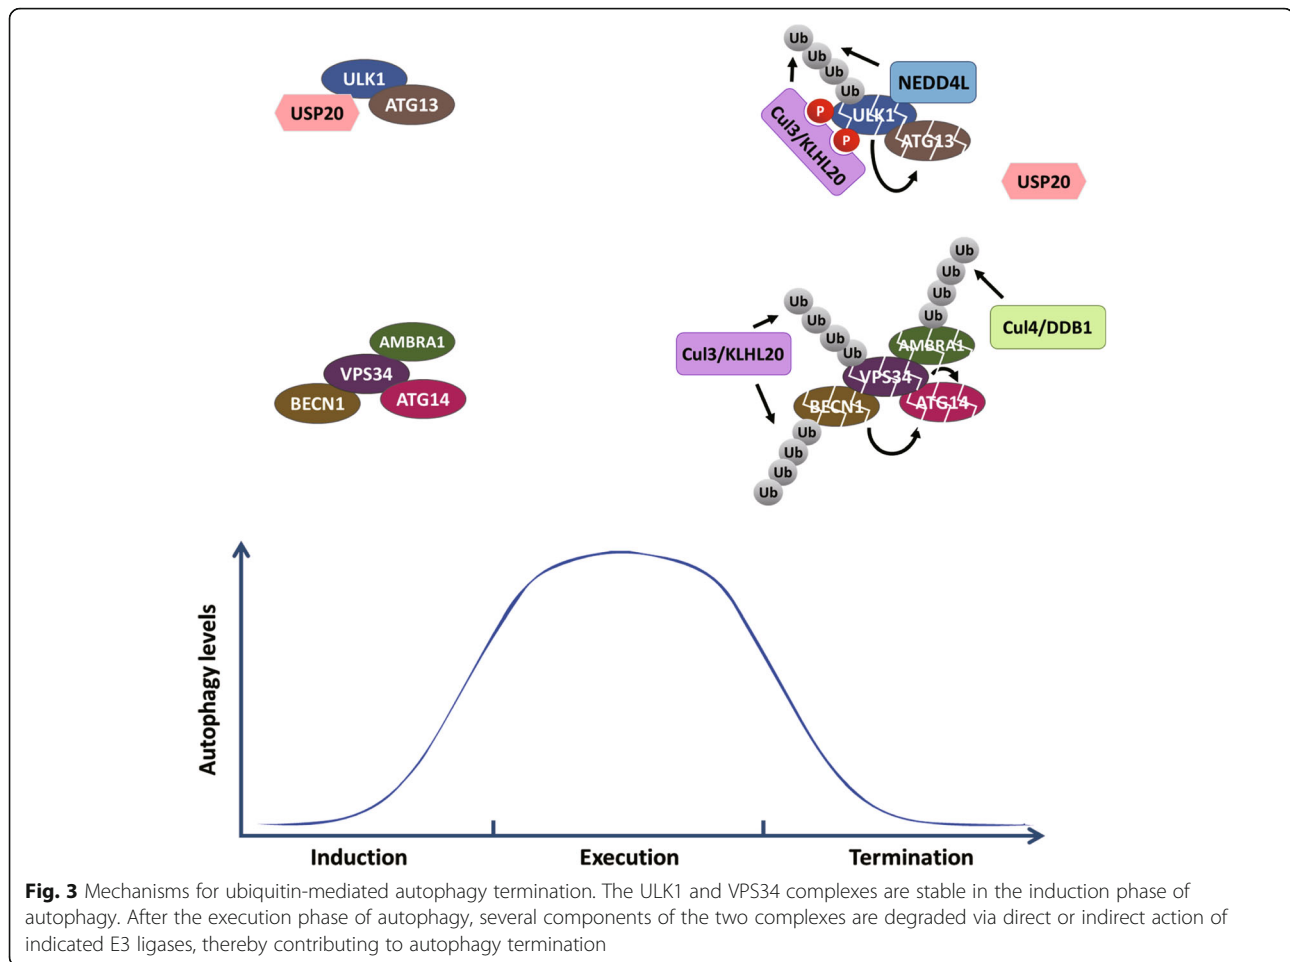 ULK1
USP20
ATG13
Ub
Ub
Ub
Ub
NEDD4L
P
ULK1
P
Cul3/KLHL20
ATG13
USP20
AMBRA1
VPS34
BECN1
ATG14
Ub
Ub
Ub
Ub
Cul4/DDB1
Ub
Ub
Ub
Ub
Cul3/KLHL20
AMBRA1
VPS34
BECN1
ATG14
Ub
Ub
Ub
Ub
Autophagy levels
Induction
Execution
Termination
Fig. 3 Mechanisms for ubiquitin-mediated autophagy termination. The ULK1 and VPS34 complexes are stable in the induction phase of
autophagy. After the execution phase of autophagy, several components of the two complexes are degraded via direct or indirect action of
indicated E3 ligases, thereby contributing to autophagy termination